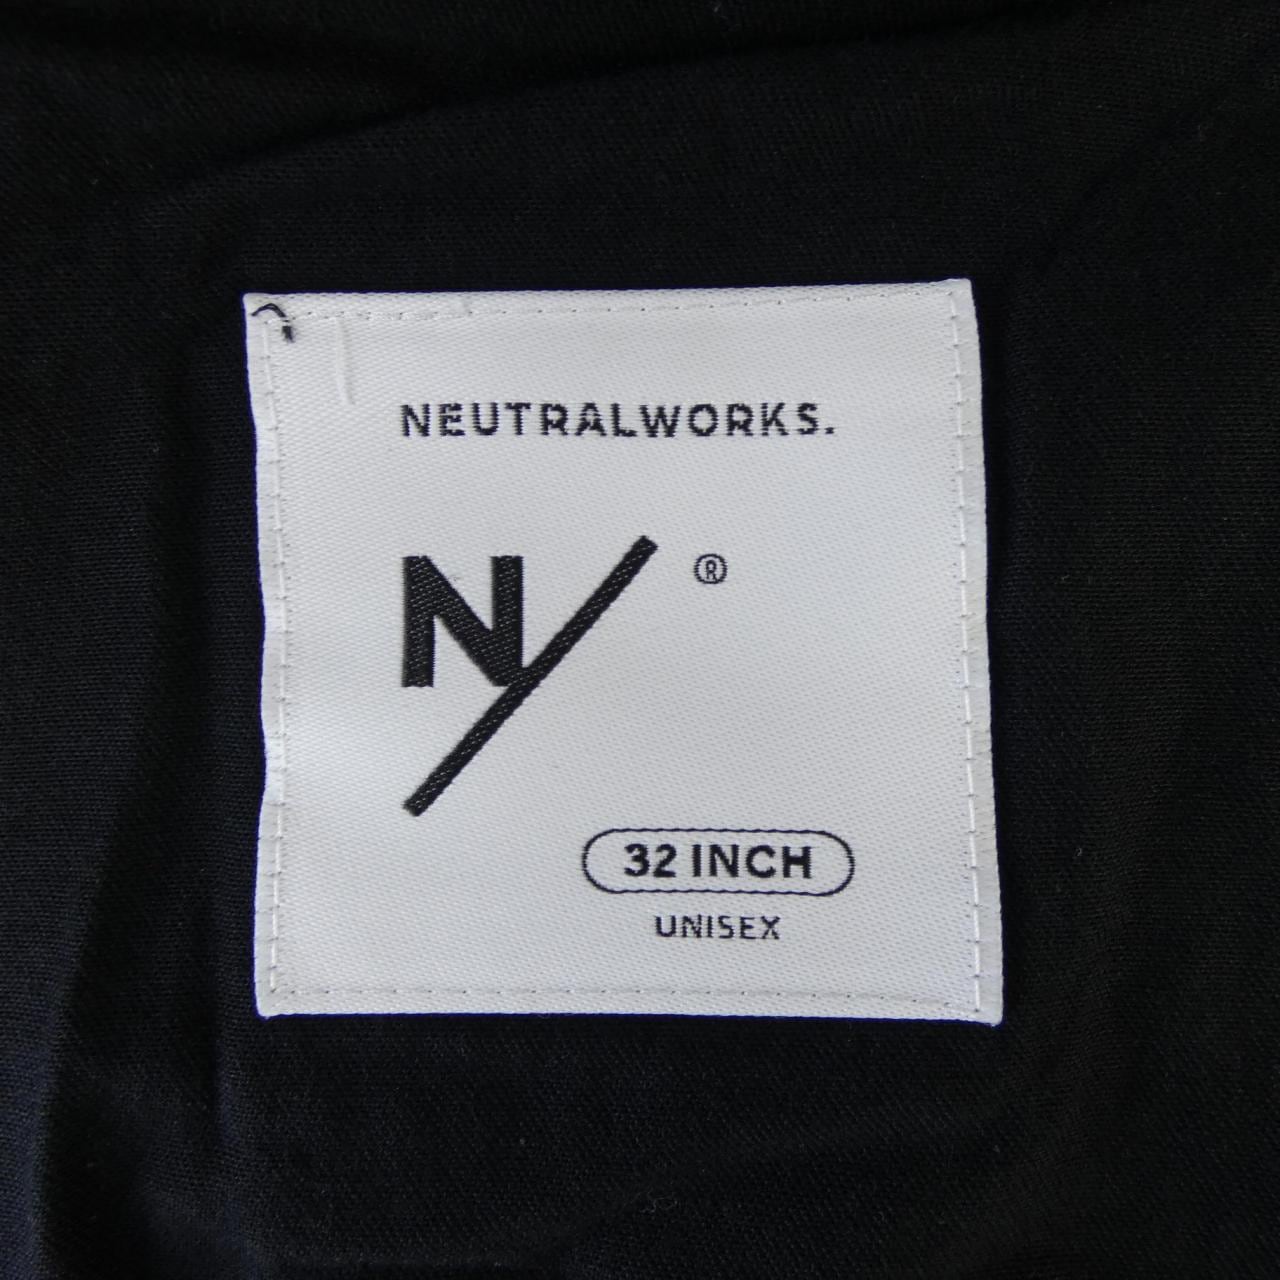 NEUTRALWORKS.
N/ ®
32 INCH
UNISEX